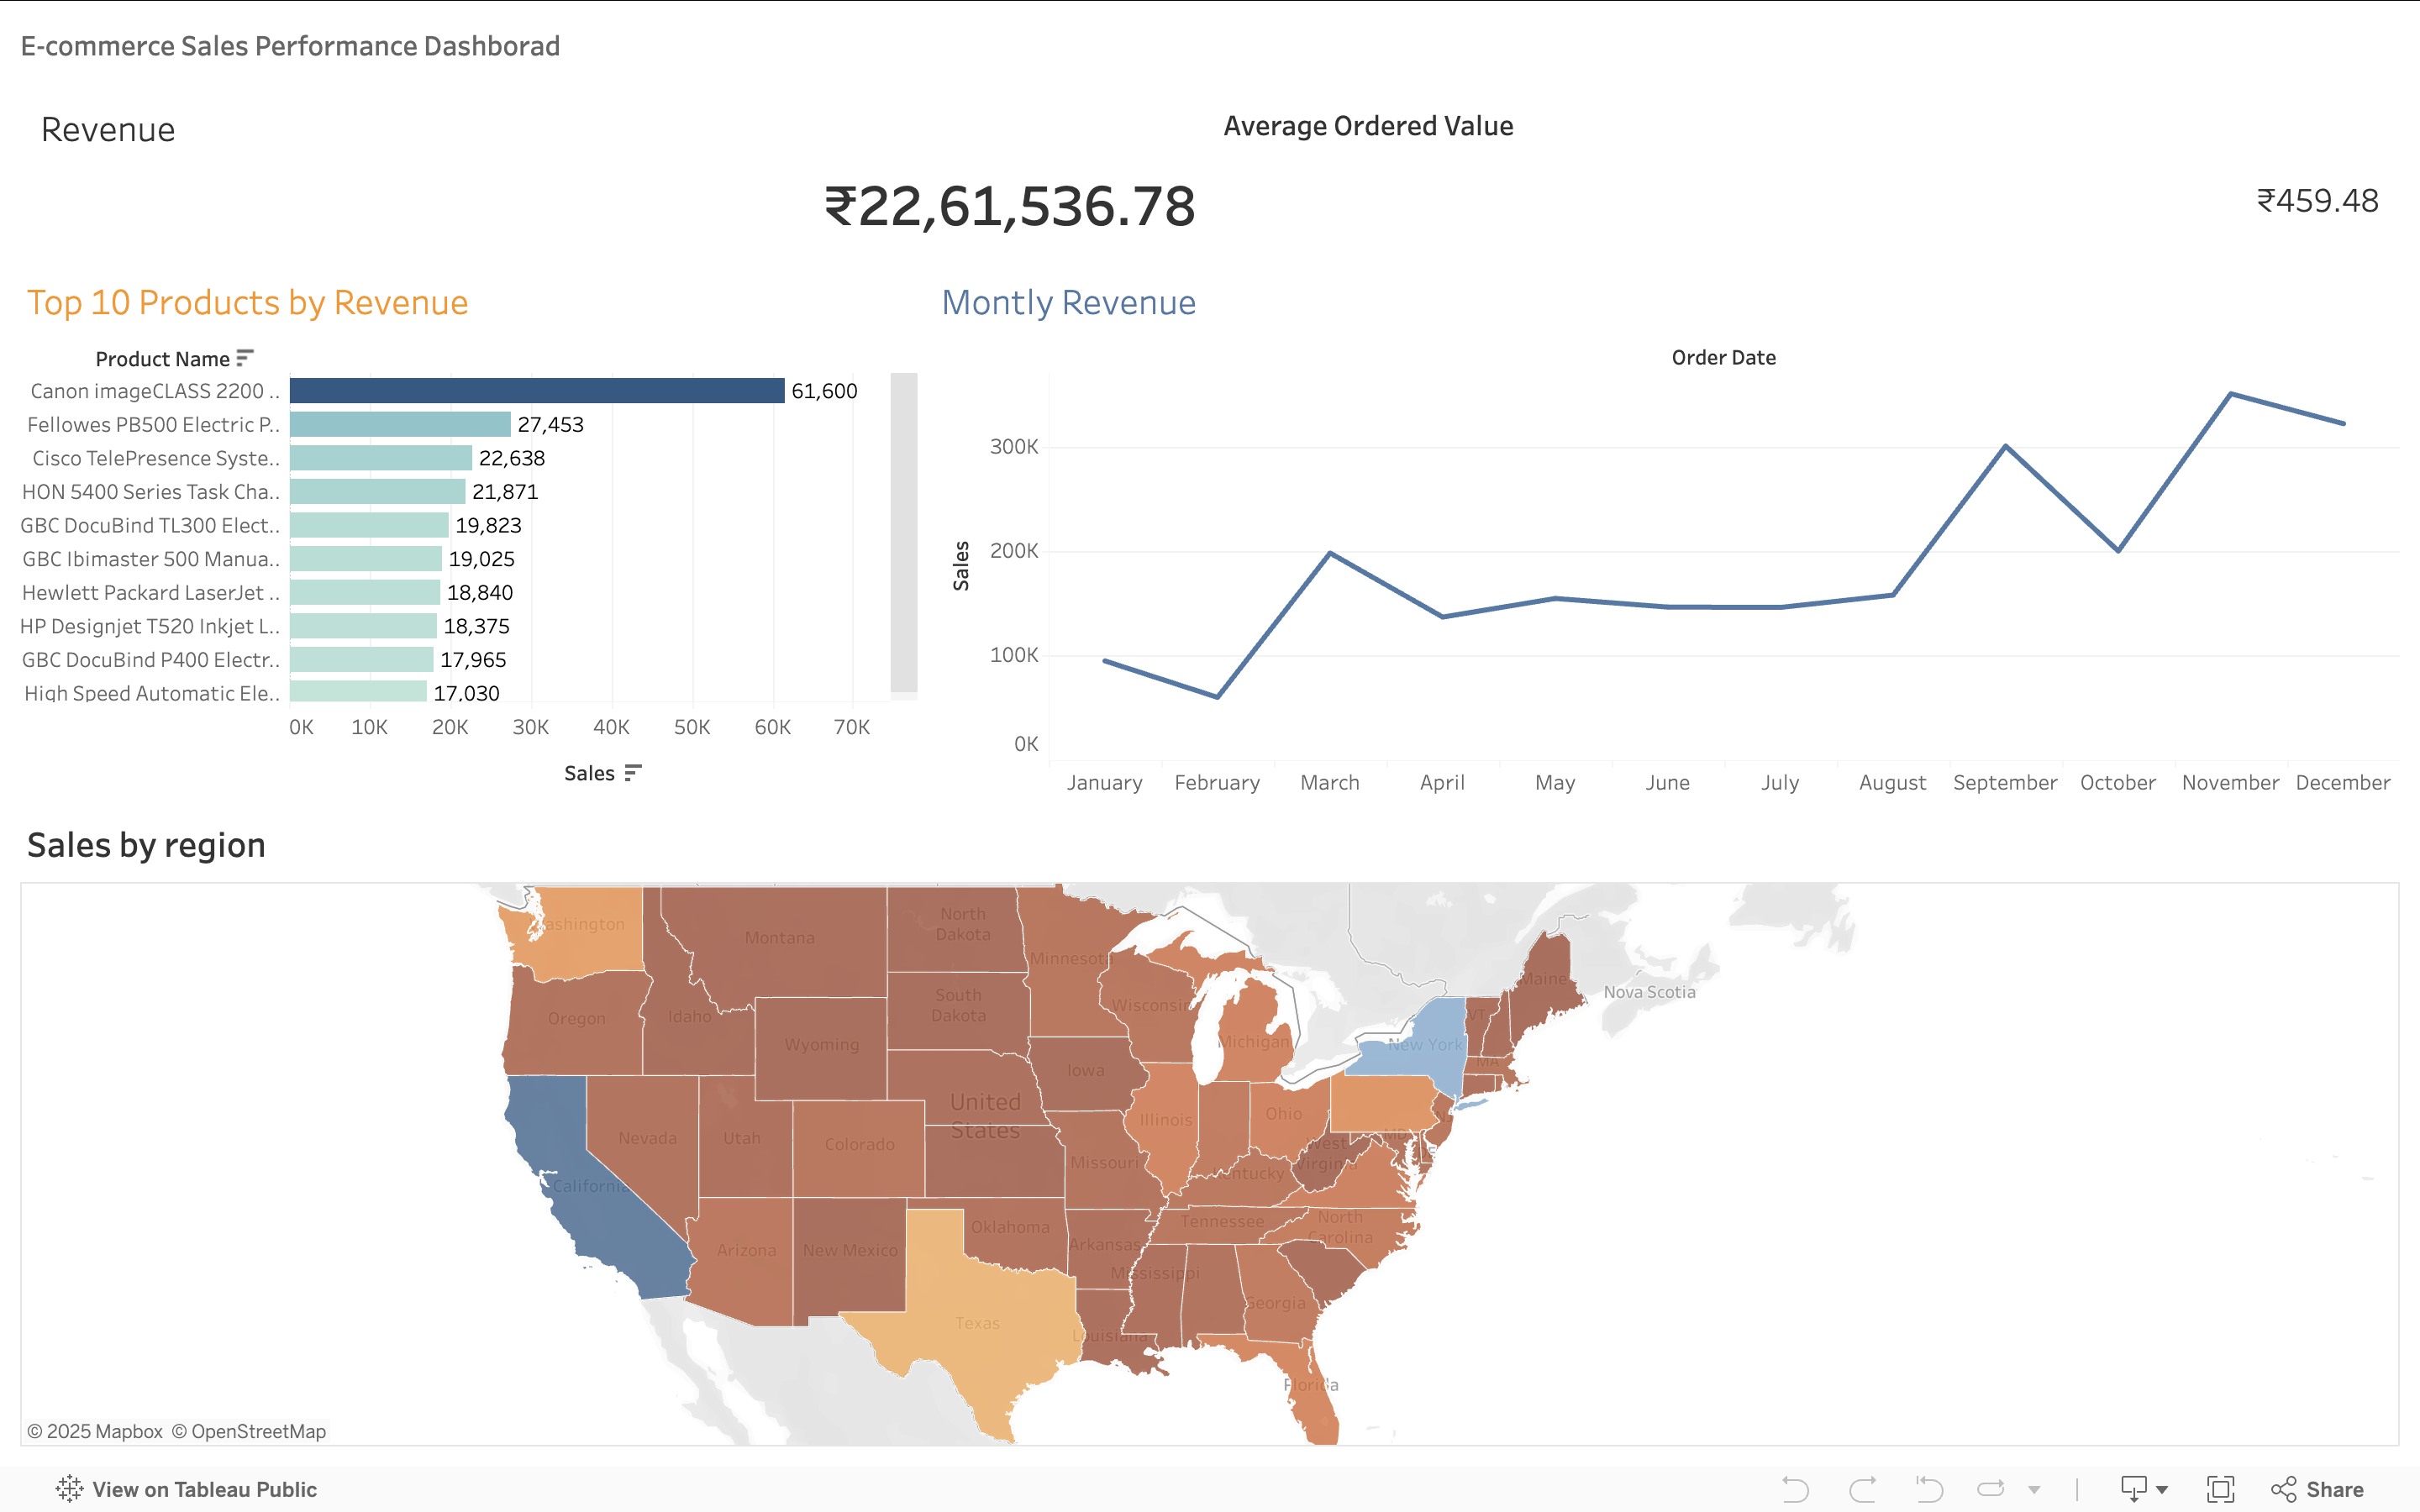 E-commerce Sales Performance Dashborad
Revenue
Average Ordered Value
₹22,61,536.78
₹459.48
Top 10 Products by Revenue
Product Name
Canon imageCLASS 2200 .. 61,600
Fellowes PB500 Electric P.. 27,453
Cisco TelePresence Syste.. 22,638
HON 5400 Series Task Cha.. 21,871
GBC DocuBind TL300 Elect.. 19,823
GBC Ibimaster 500 Manua.. 19,025
Hewlett Packard LaserJet .. 18,840
HP Designjet T520 Inkjet L.. 18,375
GBC DocuBind P400 Electr.. 17,965
High Speed Automatic Ele.. 17,030
0K 10K 20K 30K 40K 50K 60K 70K
Sales
Montly Revenue
Order Date
Sales
300K
200K
100K
0K
January February March April May June July August September October November December
Sales by region
Washington
Montana
North
Dakota
Minnesota
Maine
Nova Scotia
Oregon
Idaho
South
Dakota
Wisconsin
VT
Wyoming
Michigan
New York
MA
Iowa
United
States
Illinois
Ohio
Nevada
Utah
Colorado
MD
West
Virginia
Missouri
Kentucky
California
Oklahoma
Tennessee
North
Carolina
Arizona
New Mexico
Arkansas
Mississippi
Georgia
Texas
Louisiana
Florida
© 2025 Mapbox © OpenStreetMap
View on Tableau Public
Share